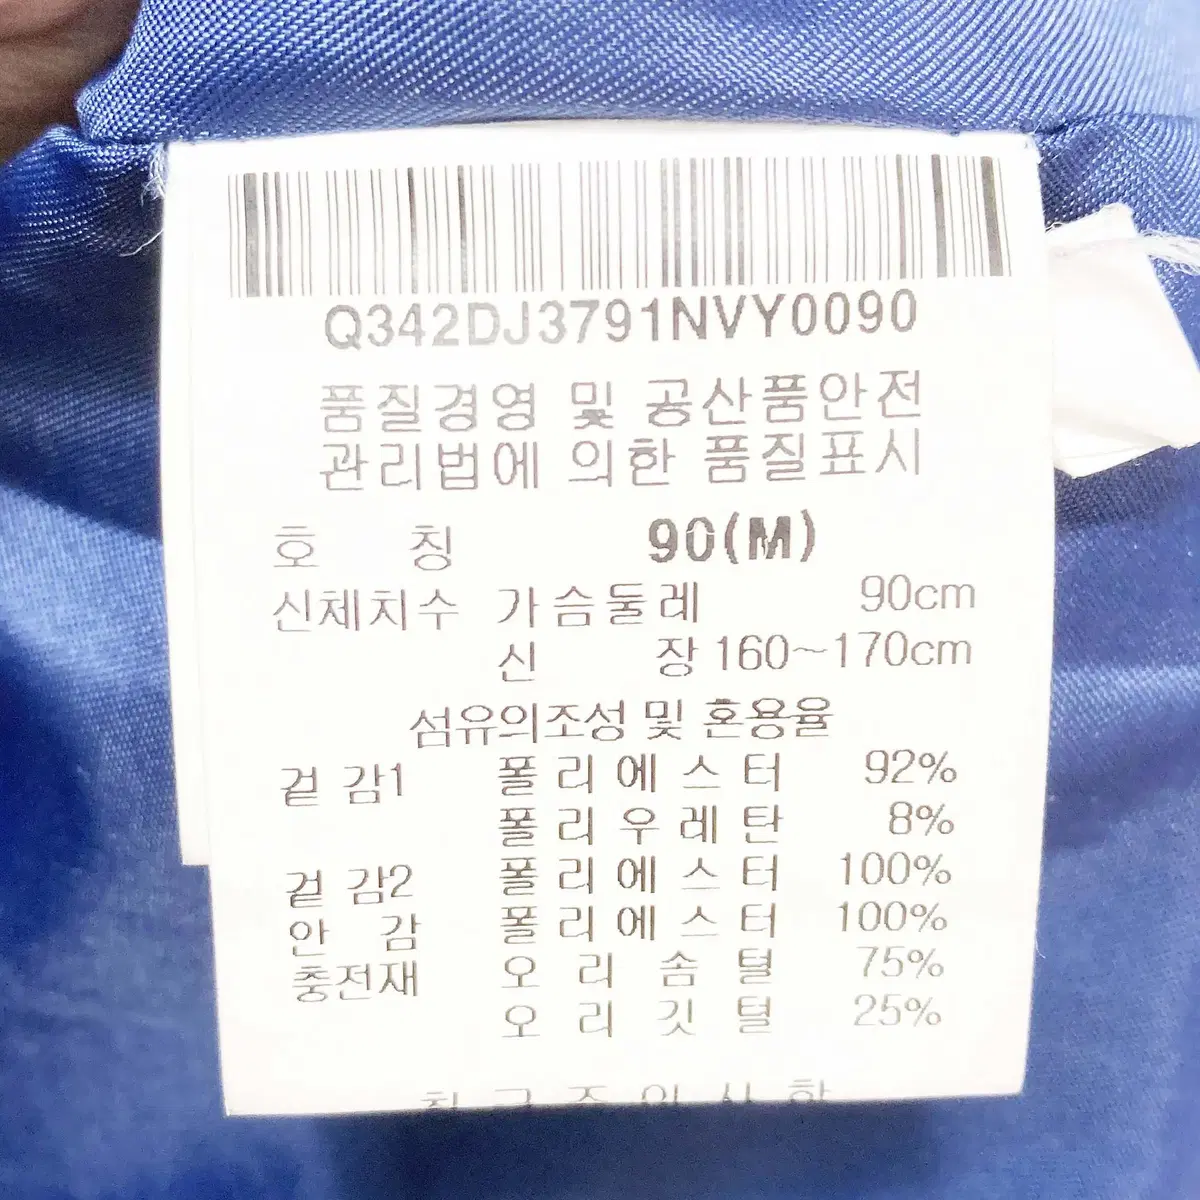 Q342DJ3791NVY0090
품질경영 및 공산품안전
관리법에 의한 품질표시
호 칭 90(M)
신체치수 가슴둘레 90cm
신 장 160~170cm
섬유의조성 및 혼용율
겉 감1 폴리에스터 92%
폴리우레탄 8%
겉 감2 폴리에스터 100%
안 감 폴리에스터 100%
충전재 오리솜털 75%
오리깃털 25%